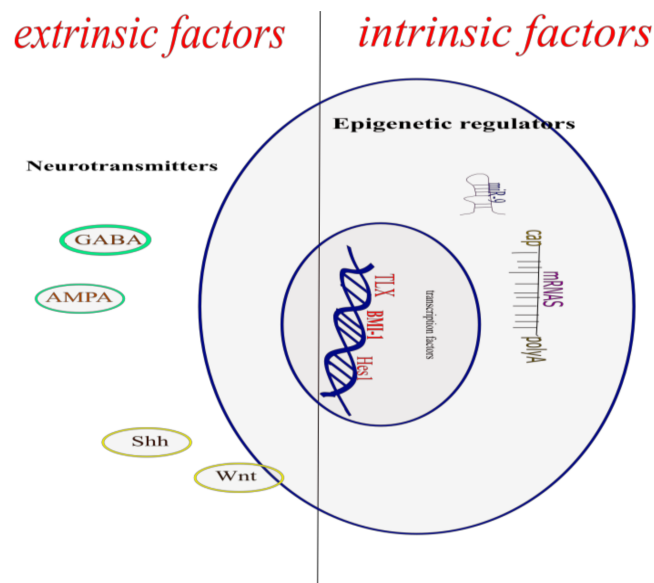 extrinsic factors
intrinsic factors
Epigenetic regulators
Neurotransmitters
miR-9
GABA
cap
AMPA
mRNAS
polyA
TLX
BMI-1
Hes1
transcription factors
Shh
Wnt